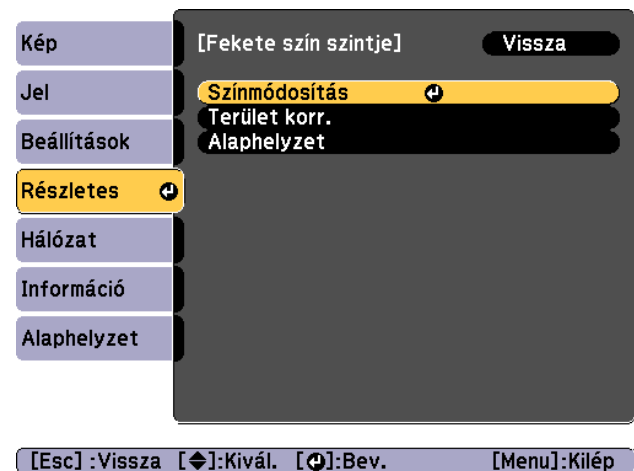 Kép
Jel
Beállítások
Részletes
Hálózat
Információ
Alaphelyzet
[Fekete szín szintje] Vissza
Színmódosítás
Terület korr.
Alaphelyzet
[Esc] :Vissza [◆]:Kivál. [↵]:Bev. [Menu]:Kilép